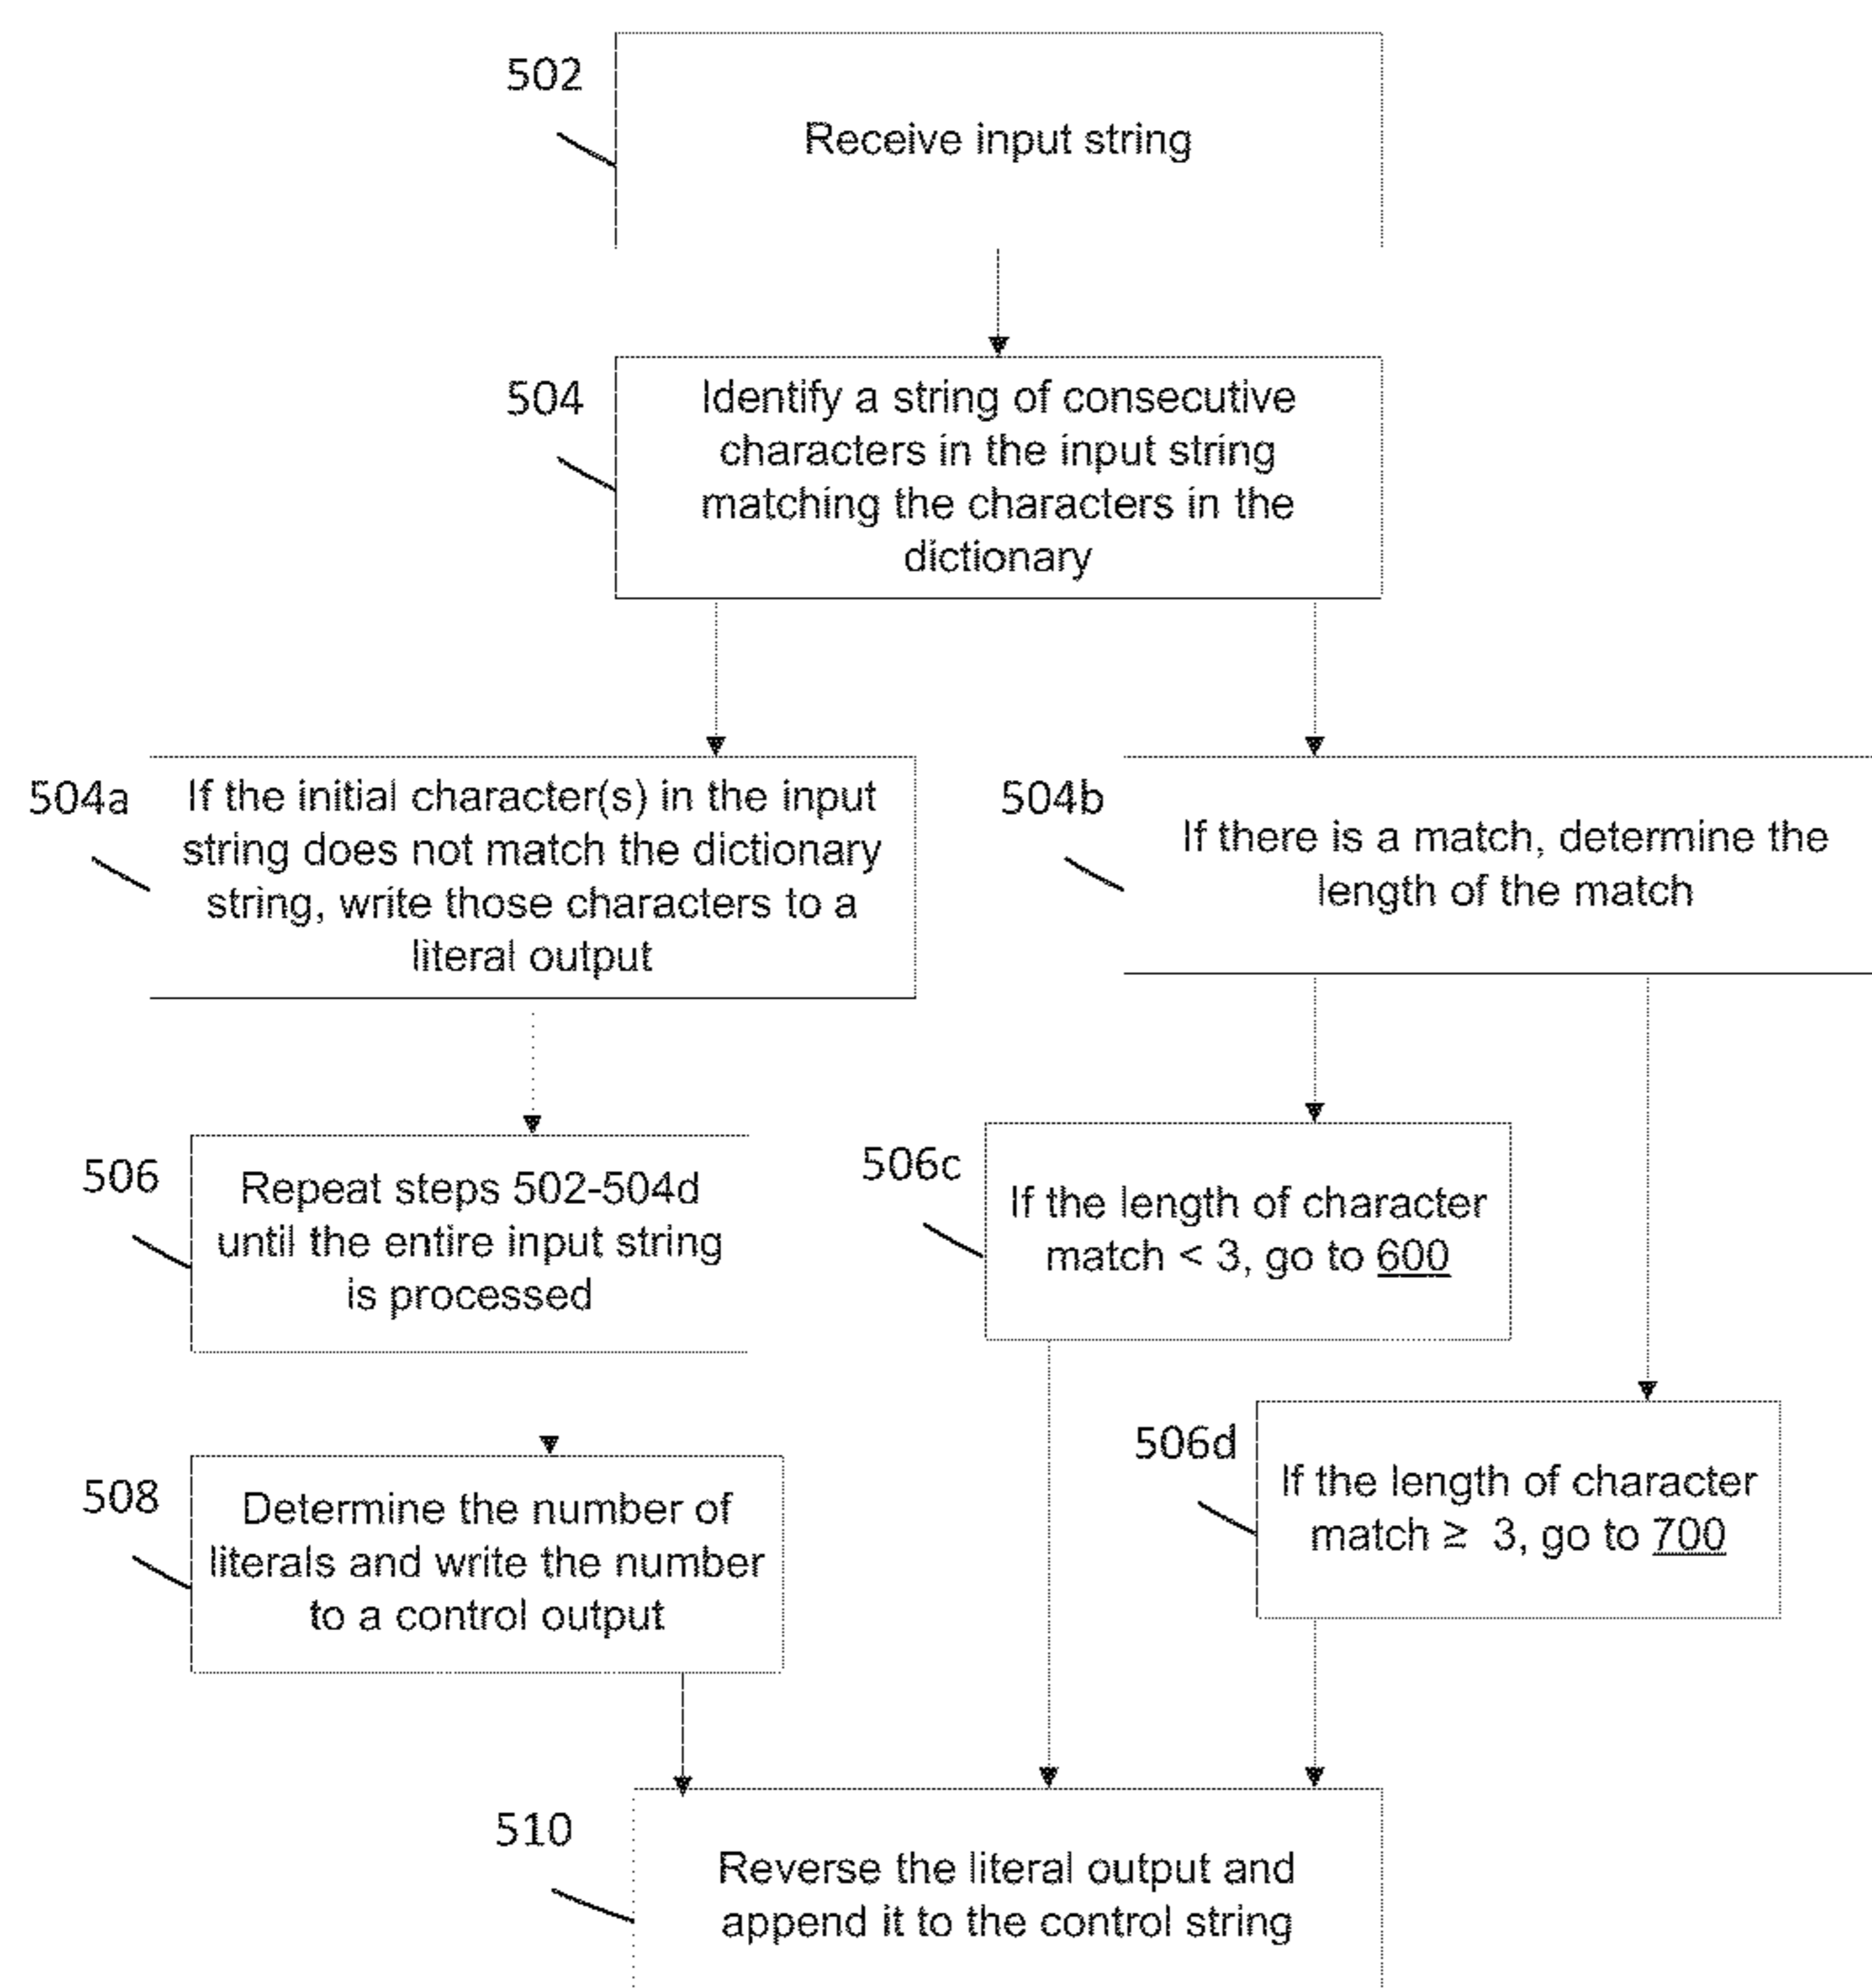 502
Receive input string
504
Identify a string of consecutive
characters in the input string
matching the characters in the
dictionary
504a
If the initial character(s) in the input
string does not match the dictionary
string, write those characters to a
literal output
504b
If there is a match, determine the
length of the match
506
Repeat steps 502-504d
until the entire input string
is processed
506c
If the length of character
match < 3, go to 600
506d
If the length of character
match ≥ 3, go to 700
508
Determine the number of
literals and write the number
to a control output
510
Reverse the literal output and
append it to the control string